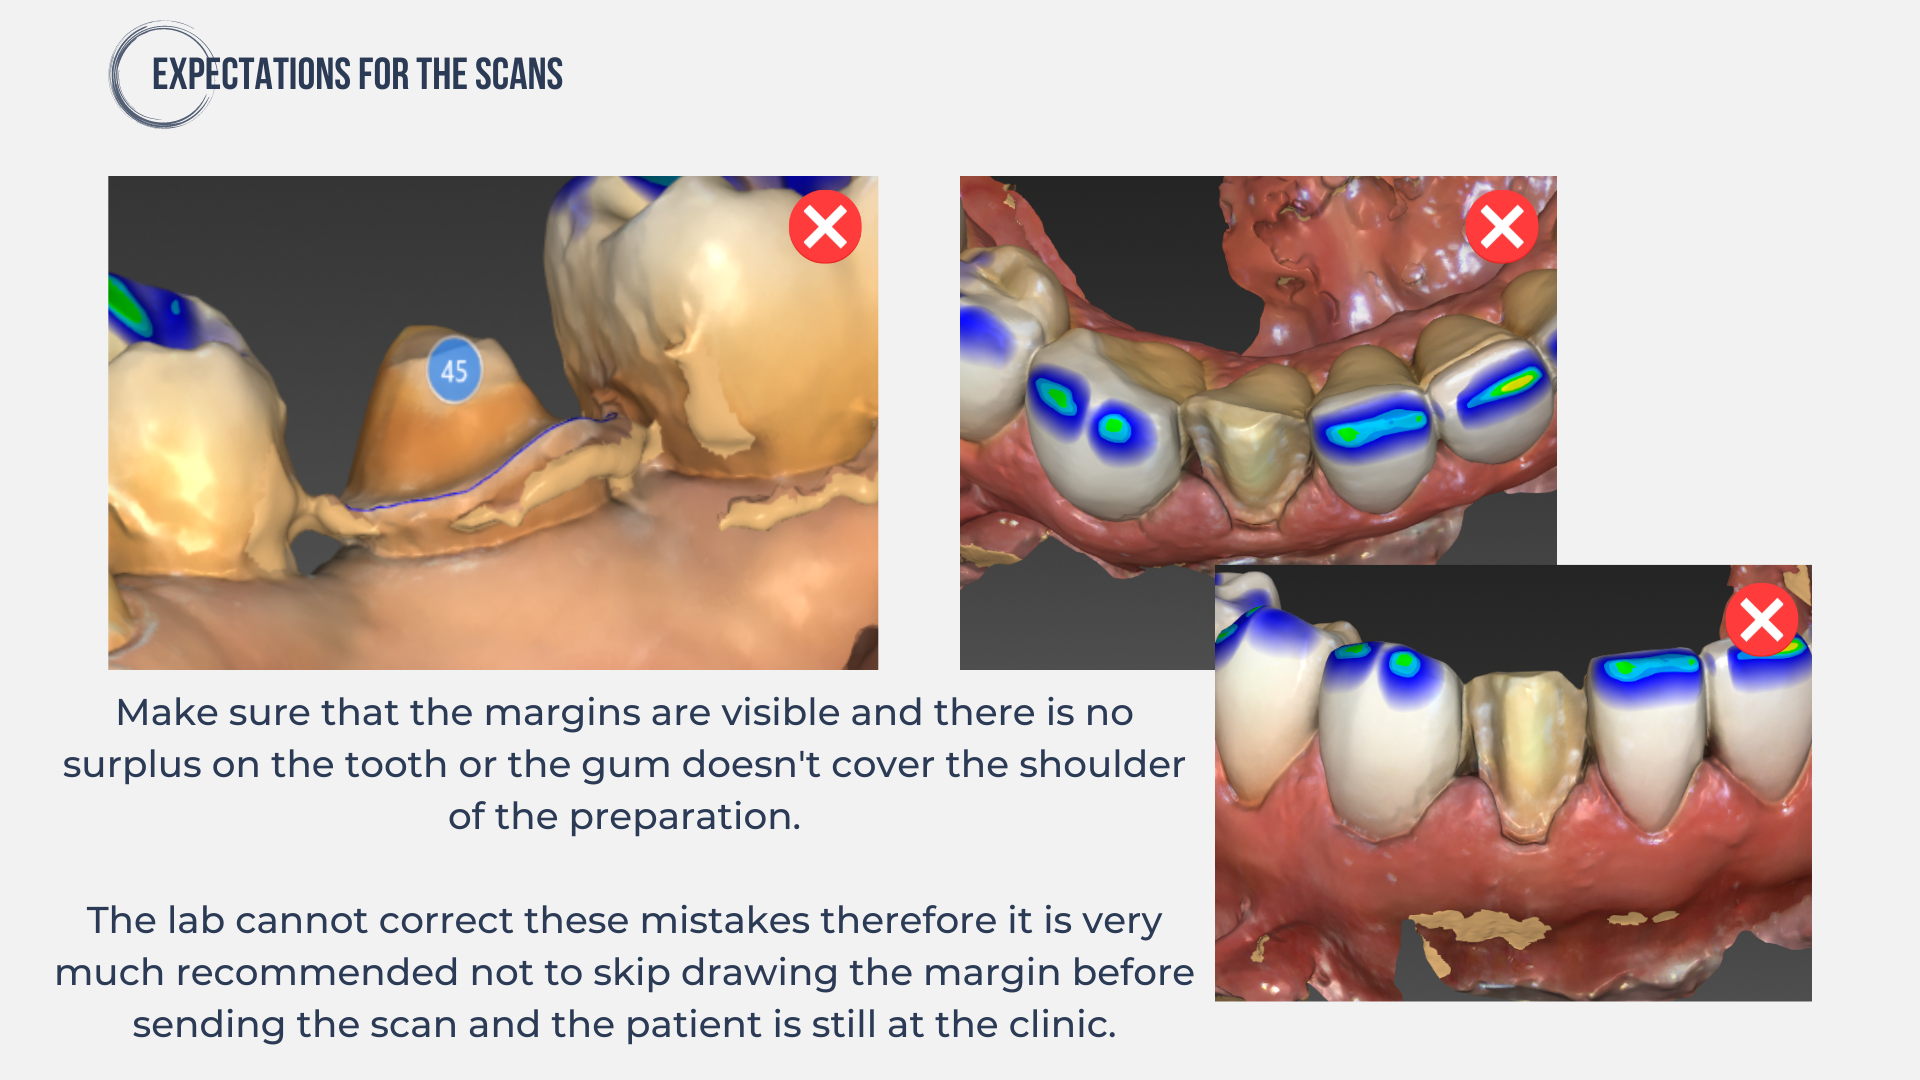 EXPECTATIONS FOR THE SCANS
45
Make sure that the margins are visible and there is no
surplus on the tooth or the gum doesn't cover the shoulder
of the preparation.
The lab cannot correct these mistakes therefore it is very
much recommended not to skip drawing the margin before
sending the scan and the patient is still at the clinic.